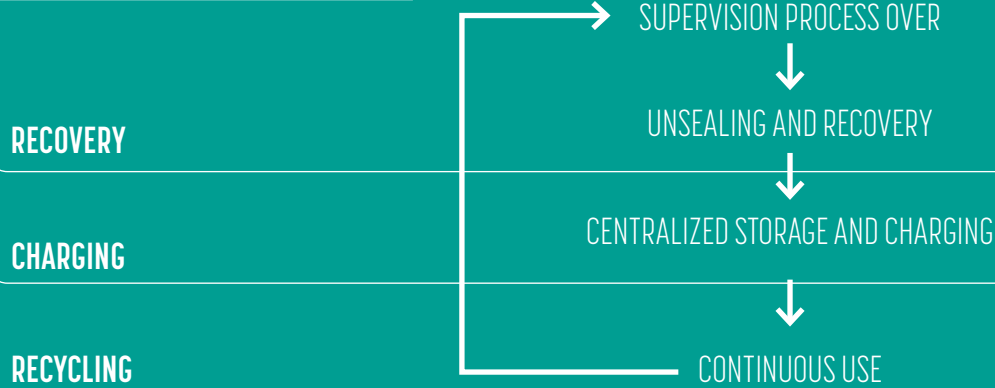 SUPERVISION PROCESS OVER
RECOVERY
UNSEALING AND RECOVERY
CHARGING
CENTRALIZED STORAGE AND CHARGING
RECYCLING
CONTINUOUS USE